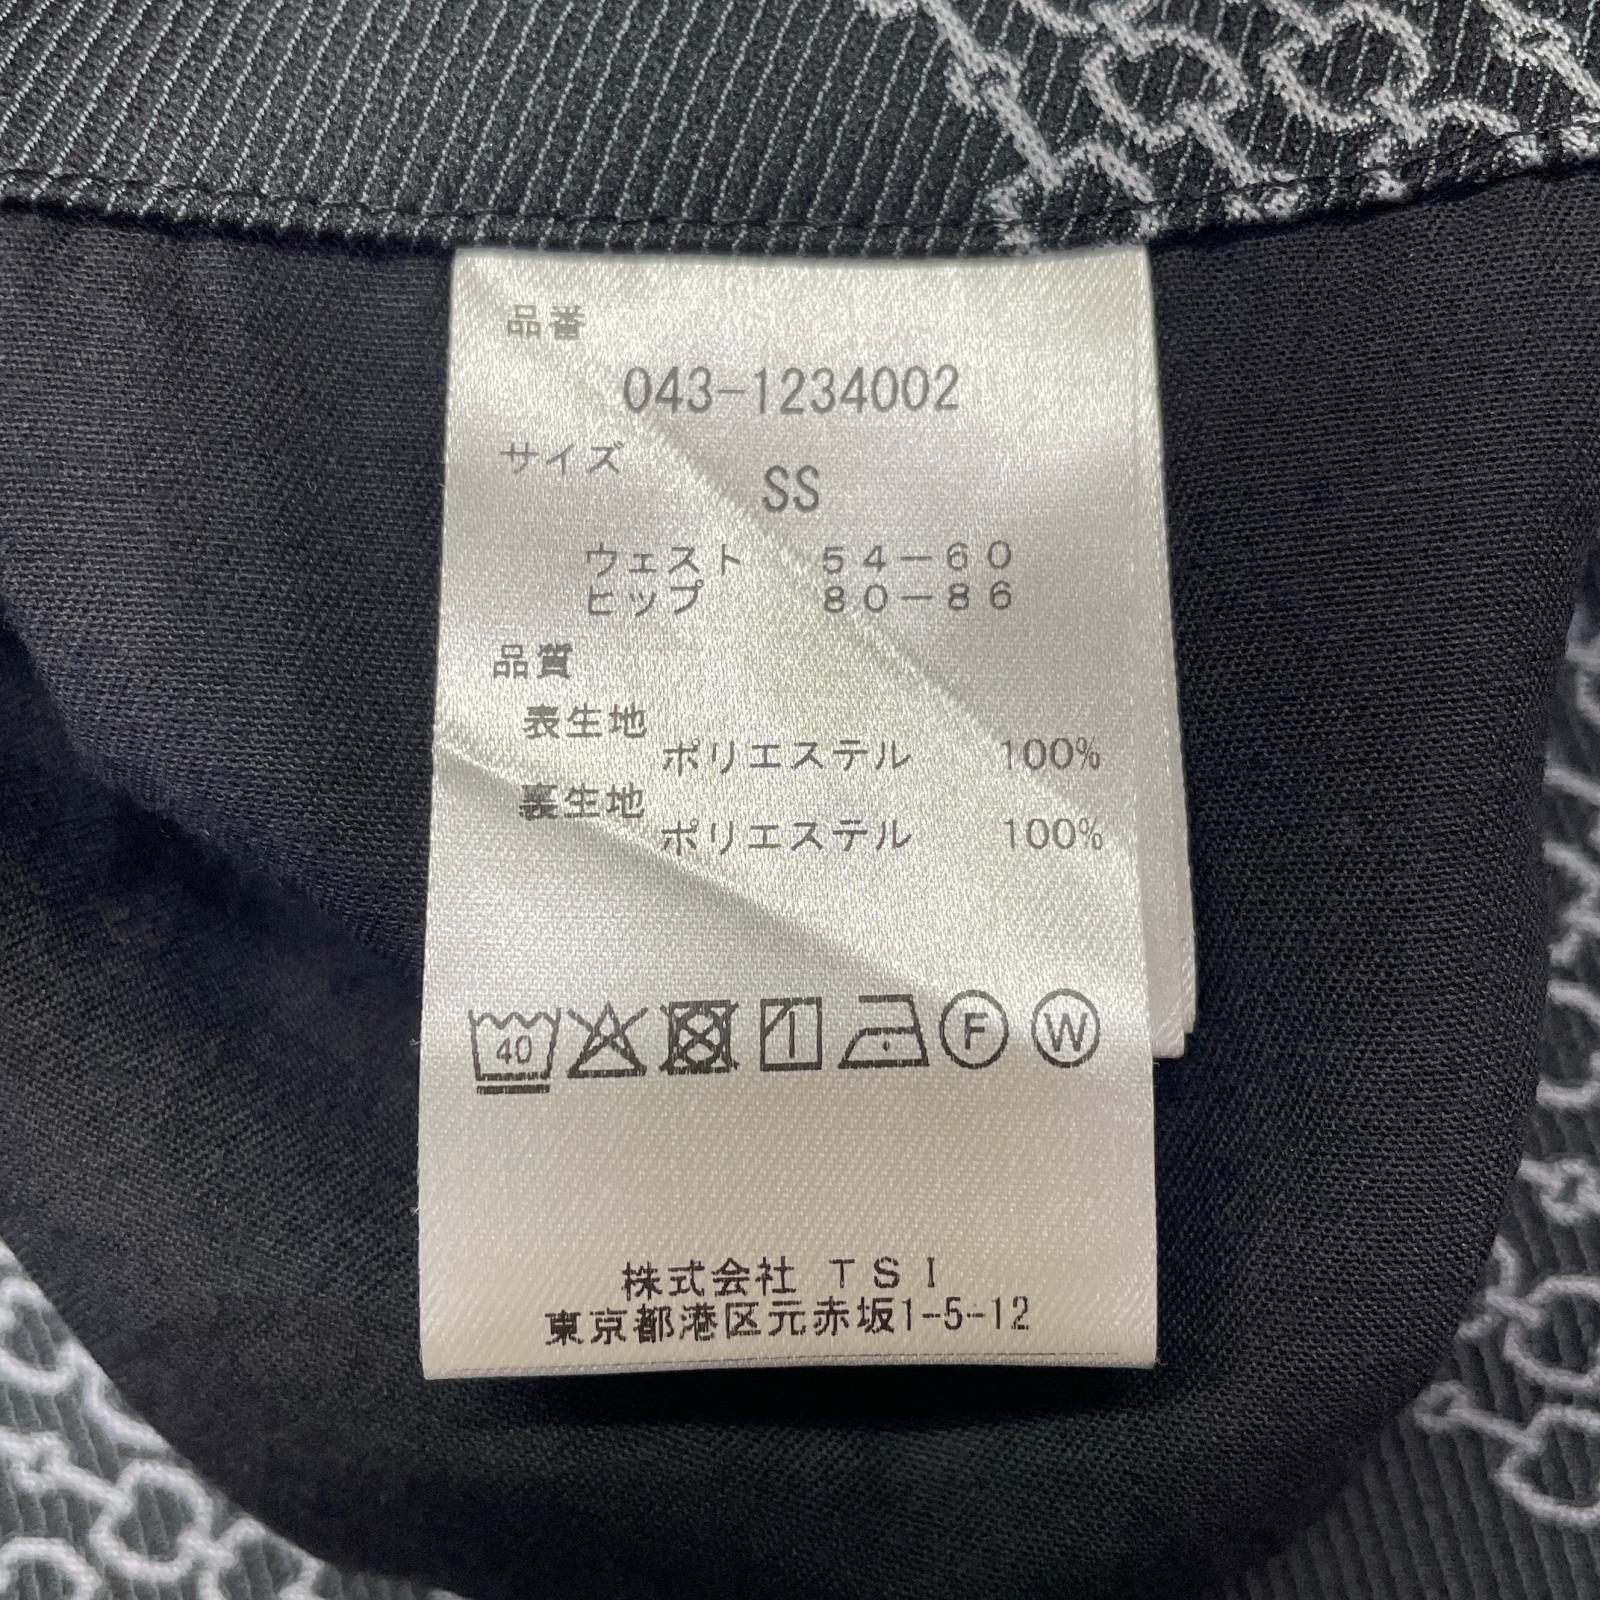 品番
043-1234002
サイズ
SS
ウェスト 54-60
ヒップ 80-86
品質
表生地
ポリエステル 100%
裏生地
ポリエステル 100%
40 F W
株式会社 TSI
東京都港区元赤坂1-5-12